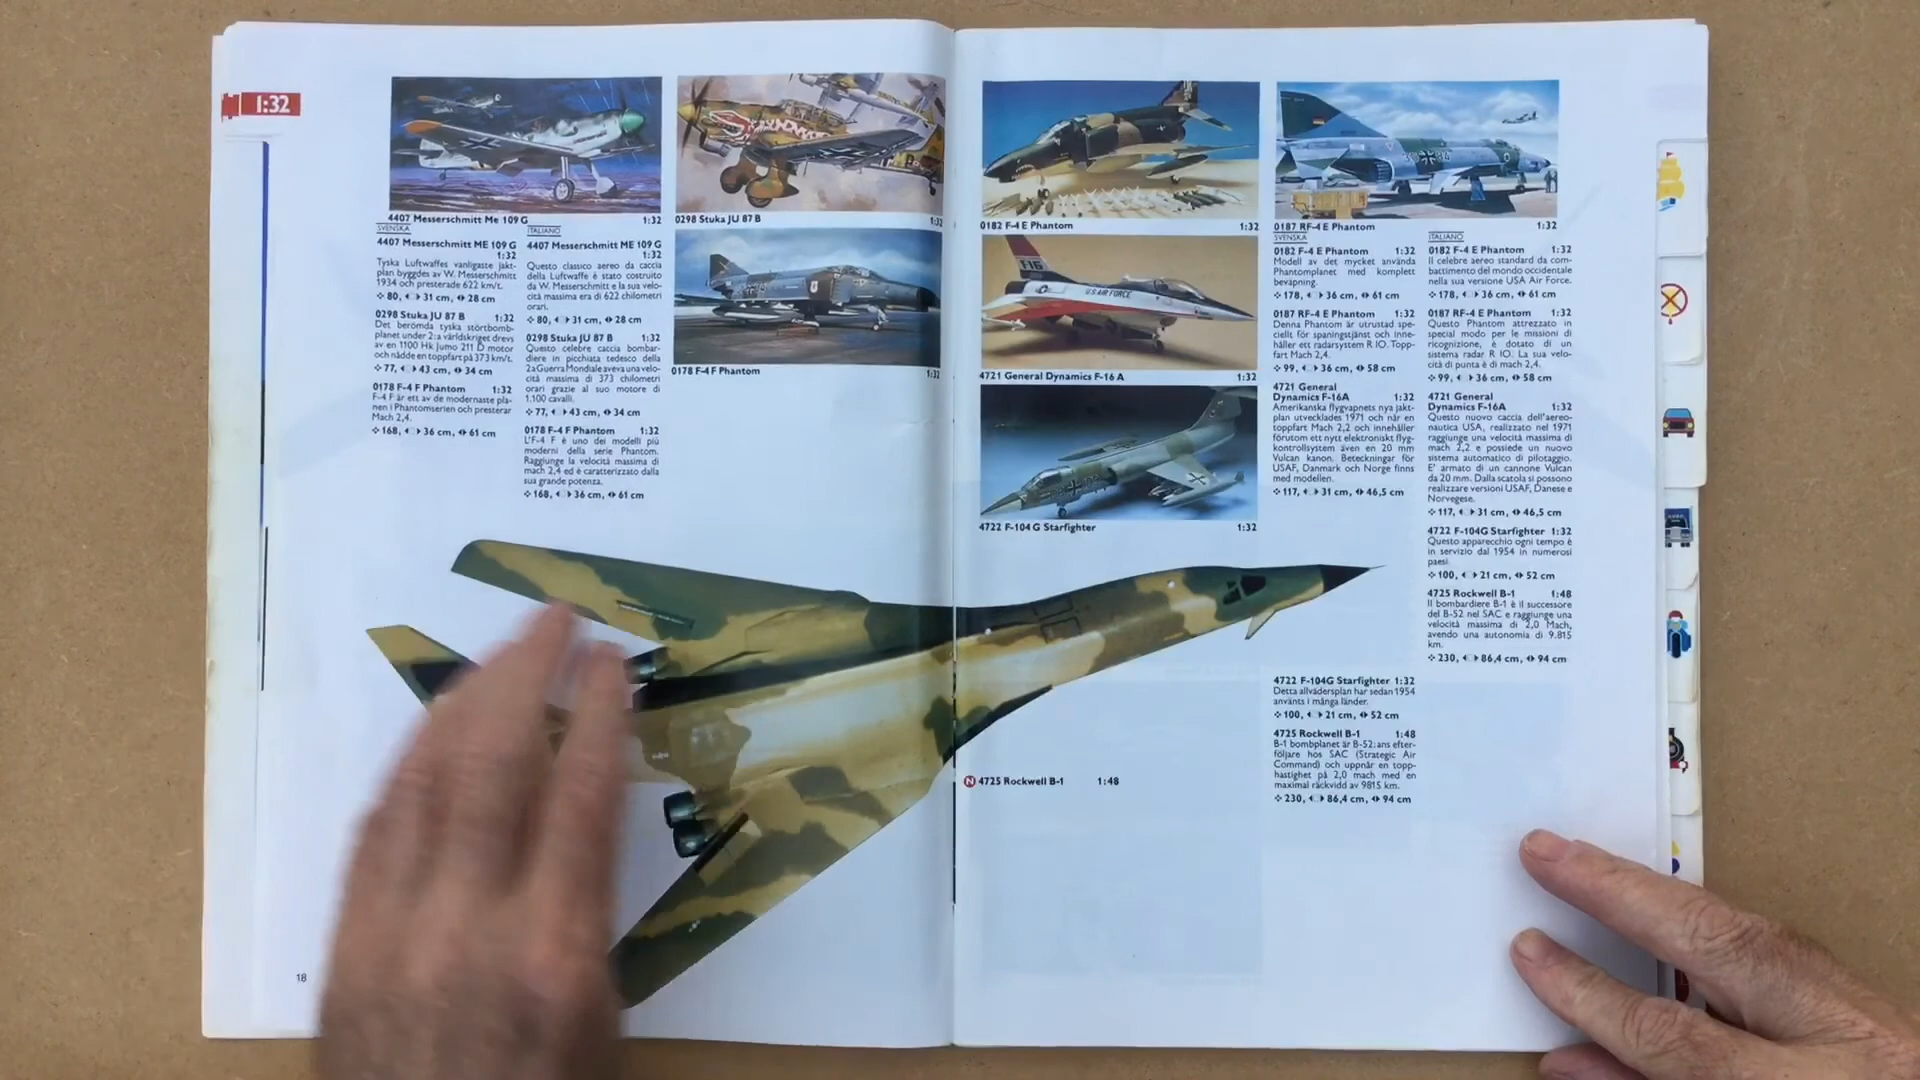 1:32
4407 Messerschmitt Me 109 G 1:32
0298 Stuka JU 87 B 1:32
0178 F-4 F Phantom 1:32
SVENSKA
4407 Messerschmitt ME 109 G
1:32
Tyska Luftwaffes vanligaste jakt-
plan byggdes av W. Messerschmitt
1934 och presterade 622 km/t.
80, 31 cm, 28 cm
0298 Stuka JU 87 B 1:32
Det berömda tyska störtbomb-
planet under 2:a världskriget drevs
av en 1100 Hk Jumo 211 D motor
och nådde en toppfart på 373 km/t.
77, 43 cm, 34 cm
0178 F-4 F Phantom 1:32
F-4 F är ett av de modernaste pla-
nen i Phantomserien och presterar
Mach 2,4.
168, 36 cm, 61 cm
ITALIANO
4407 Messerschmitt ME 109 G
1:32
Questo classico aereo da caccia
della Luftwaffe è stato costruito
da W. Messerschmitt e la sua velo-
cità massima era di 622 chilometri
orari.
80, 31 cm, 28 cm
0298 Stuka JU 87 B 1:32
Questo celebre caccia bombar-
diere in picchiata tedesco della
2a Guerra Mondiale aveva una velo-
cità massima di 373 chilometri
orari grazie al suo motore di
1.100 cavalli.
77, 43 cm, 34 cm
0178 F-4 F Phantom 1:32
L'F-4 F è uno dei modelli più
moderni della serie Phantom.
Raggiunge la velocità massima di
mach 2,4 ed è caratterizzato dalla
sua grande potenza.
168, 36 cm, 61 cm
18
0182 F-4 E Phantom 1:32
F16
US AIR FORCE
4721 General Dynamics F-16 A 1:32
4722 F-104 G Starfighter 1:32
N 4725 Rockwell B-1 1:48
0187 RF-4 E Phantom 1:32
SVENSKA
0182 F-4 E Phantom 1:32
Modell av det mycket använda
Phantomplanet med komplett
beväpning.
178, 36 cm, 61 cm
0187 RF-4 E Phantom 1:32
Denna Phantom är utrustad spe-
ciellt för spaningstjänst och inne-
håller ett radarsystem R IO. Topp-
fart Mach 2,4.
99, 36 cm, 58 cm
4721 General
Dynamics F-16A 1:32
Amerikanska flygvapnets nya jakt-
plan utvecklades 1971 och når en
toppfart Mach 2,2 och innehåller
förutom ett nytt elektroniskt flyg-
kontrollsystem även en 20 mm
Vulcan kanon. Beteckningar för
USAF, Danmark och Norge finns
med modellen.
117, 31 cm, 46,5 cm
4722 F-104G Starfighter 1:32
Detta allvädersplan har sedan 1954
använts i många länder.
100, 21 cm, 52 cm
4725 Rockwell B-1 1:48
B-1 bombplanet är B-52:ans efter-
följare hos SAC (Strategic Air
Command) och uppnår en topp-
hastighet på 2,0 mach med en
maximal räckvidd av 9815 km.
230, 86,4 cm, 94 cm
ITALIANO
0182 F-4 E Phantom 1:32
Il celebre aereo standard da com-
battimento del mondo occidentale
nella sua versione USA Air Force.
178, 36 cm, 61 cm
0187 RF-4 E Phantom 1:32
Questo Phantom attrezzato in
special modo per le missioni di
ricognizione, è dotato di un
sistema radar R IO. La sua velo-
cità di punta è di mach 2,4.
99, 36 cm, 58 cm
4721 General
Dynamics F-16A 1:32
Questo nuovo caccia dell'aereo-
nautica USA, realizzato nel 1971
raggiunge una velocità massima di
mach 2,2 e possiede un nuovo
sistema automatico di pilotaggio.
E' armato di un cannone Vulcan
da 20 mm. Dalla scatola si possono
realizzare versioni USAF, Danese e
Norvegese.
117, 31 cm, 46,5 cm
4722 F-104G Starfighter 1:32
Questo apparecchio ogni tempo è
in servizio dal 1954 in numerosi
paesi.
100, 21 cm, 52 cm
4725 Rockwell B-1 1:48
Il bombardiere B-1 è il successore
del B-52 nel SAC e raggiunge una
velocità massima di 2,0 Mach,
avendo una autonomia di 9.815
km.
230, 86,4 cm, 94 cm